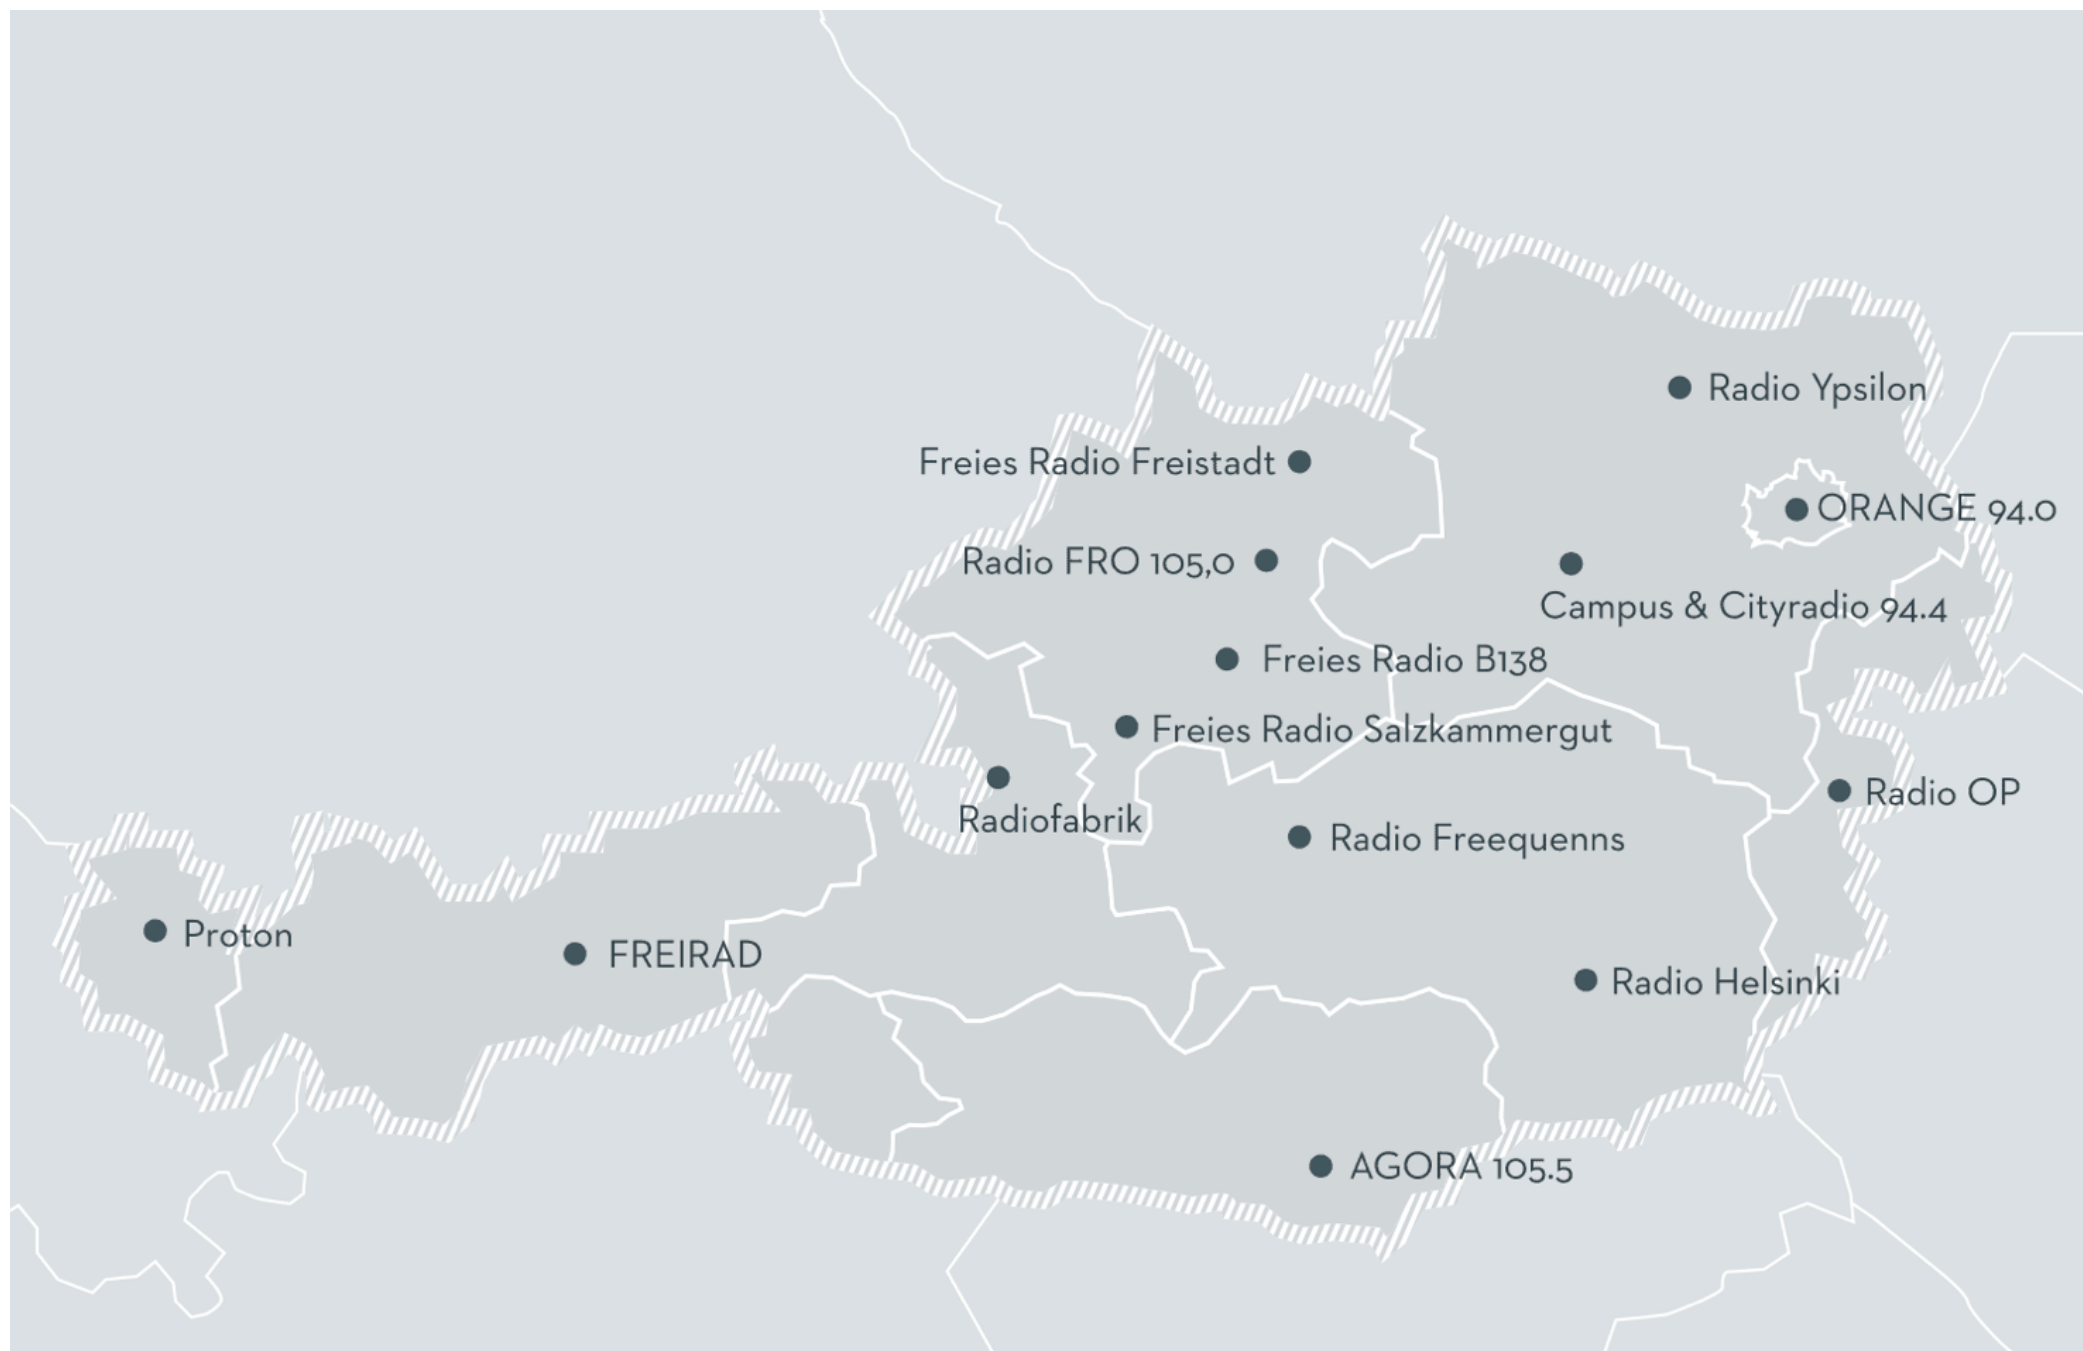 Radio Ypsilon
Freies Radio Freistadt
ORANGE 94.0
Radio FRO 105,0
Campus & Cityradio 94.4
Freies Radio B138
Freies Radio Salzkammergut
Radio OP
Radiofabrik
Radio Freequenns
Proton
FREIRAD
Radio Helsinki
AGORA 105.5